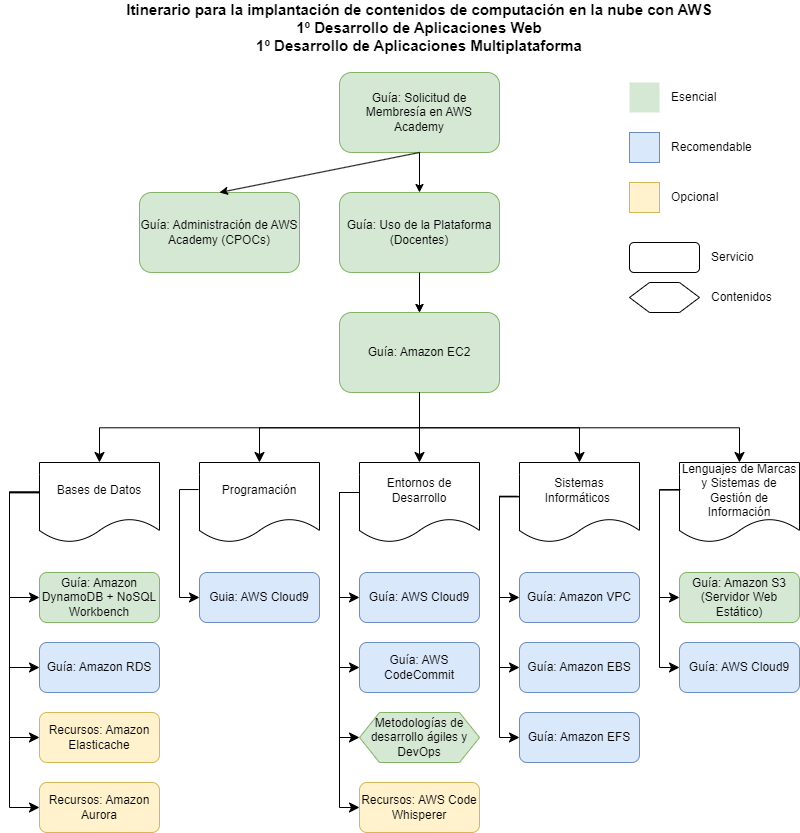 Itinerario para la implantación de contenidos de computación en la nube con AWS
1º Desarrollo de Aplicaciones Web
1º Desarrollo de Aplicaciones Multiplataforma
Guía: Solicitud de
Membresía en AWS
Academy
Esencial
Recomendable
Opcional
Servicio
Contenidos
Guía: Administración de AWS
Academy (CPOCs)
Guía: Uso de la Plataforma
(Docentes)
Guía: Amazon EC2
Bases de Datos
Programación
Entornos de
Desarrollo
Sistemas
Informáticos
Lenguajes de Marcas
y Sistemas de
Gestión de
Información
Guía: Amazon
DynamoDB + NoSQL
Workbench
Guía: Amazon RDS
Recursos: Amazon
Elasticache
Recursos: Amazon
Aurora
Guia: AWS Cloud9
Guía: AWS Cloud9
Guía: AWS
CodeCommit
Metodologías de
desarrollo ágiles y
DevOps
Recursos: AWS Code
Whisperer
Guía: Amazon VPC
Guía: Amazon EBS
Guía: Amazon EFS
Guía: Amazon S3
(Servidor Web
Estático)
Guía: AWS Cloud9